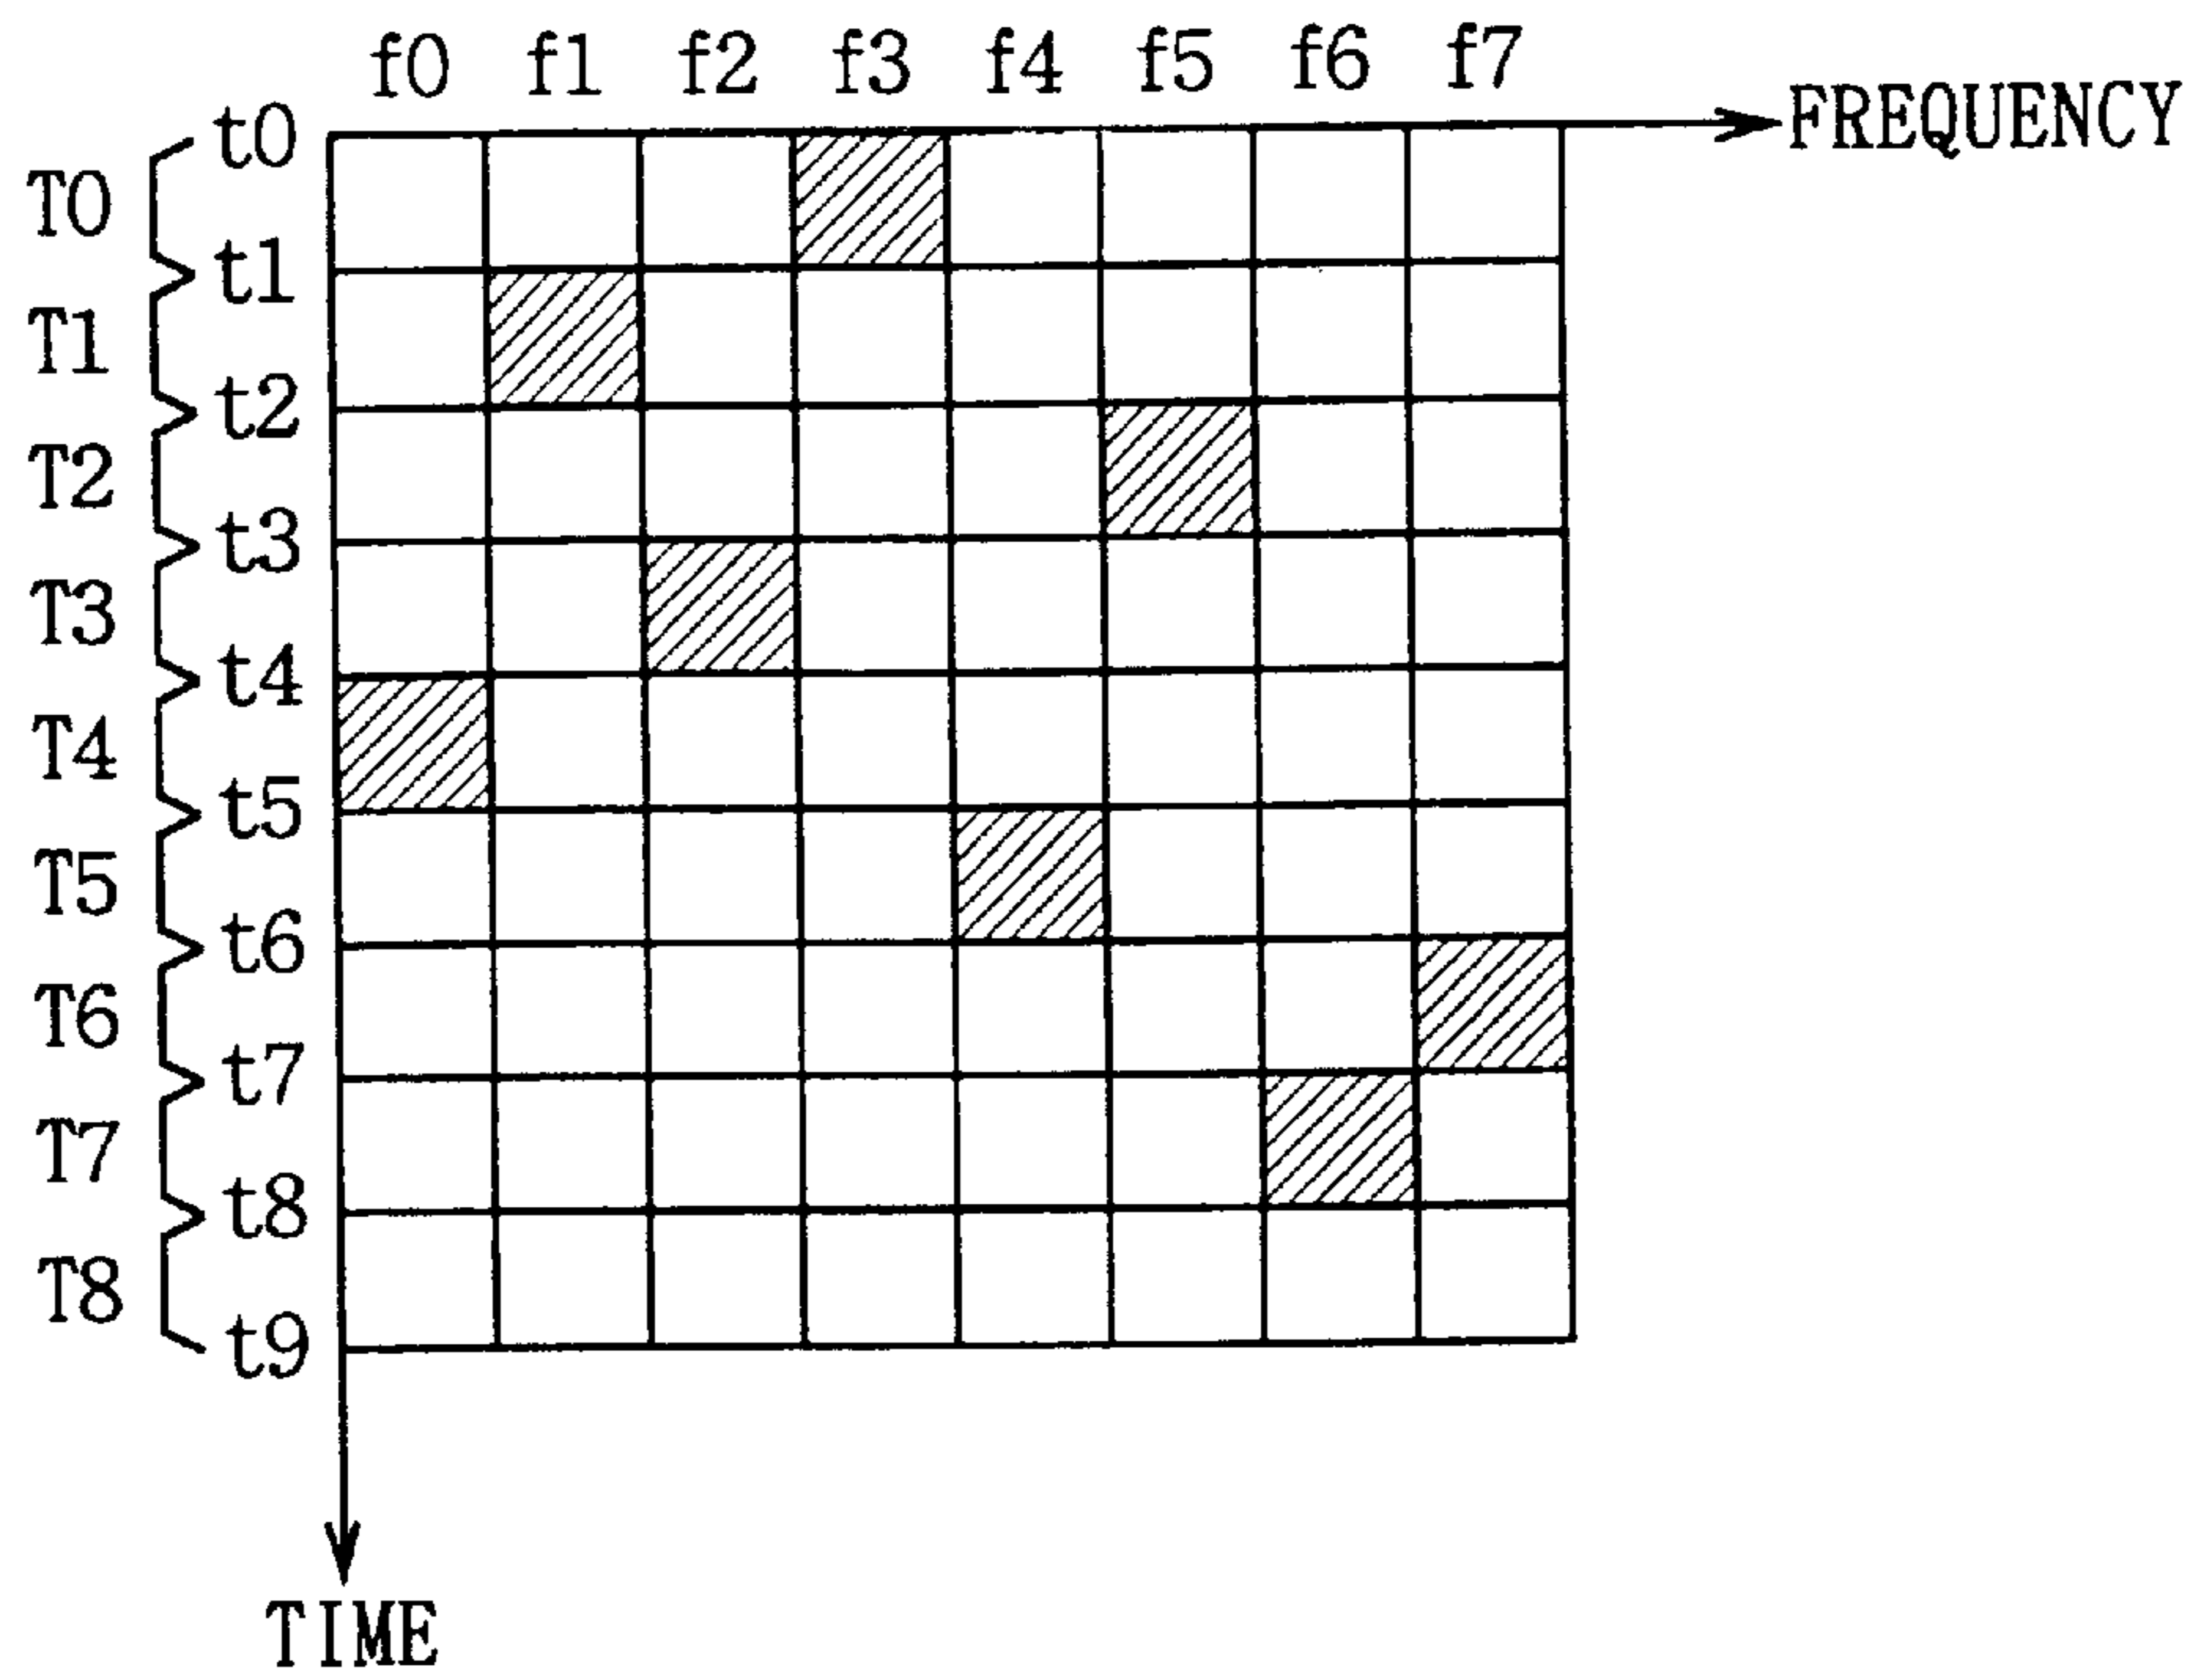 f0 f1 f2 f3 f4 f5 f6 f7
FREQUENCY
t0
T0
t1
T1
t2
T2
t3
T3
t4
T4
t5
T5
t6
T6
t7
T7
t8
T8
t9
TIME